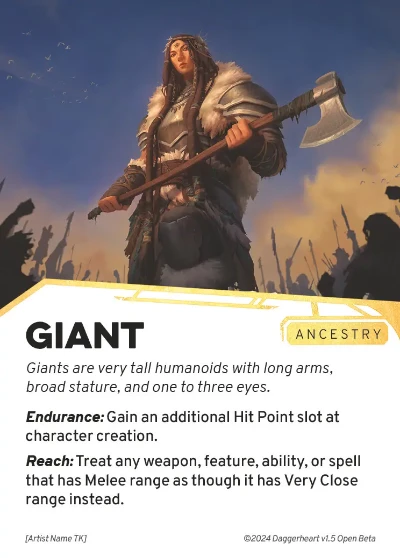 GIANT
ANCESTRY
Giants are very tall humanoids with long arms,
broad stature, and one to three eyes.
Endurance: Gain an additional Hit Point slot at
character creation.
Reach: Treat any weapon, feature, ability, or spell
that has Melee range as though it has Very Close
range instead.
[Artist Name TK]
©2024 Daggerheart v1.5 Open Beta